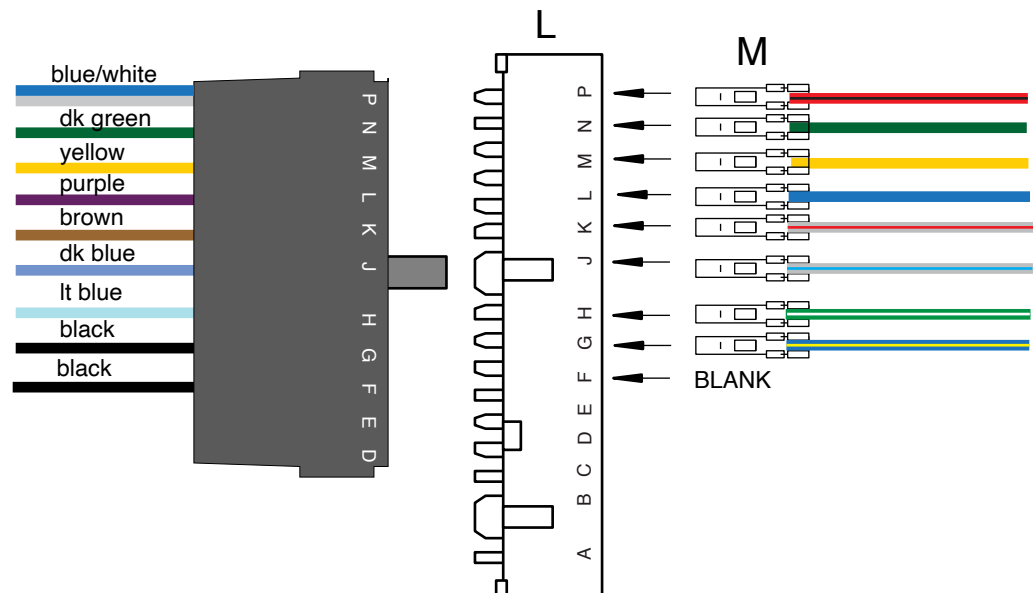 L
M
blue/white
dk green
yellow
purple
brown
dk blue
lt blue
black
black
P
N
M
L
K
J
H
G
F
E
D
P
N
M
L
K
J
H
G
F
E
D
C
B
A
BLANK